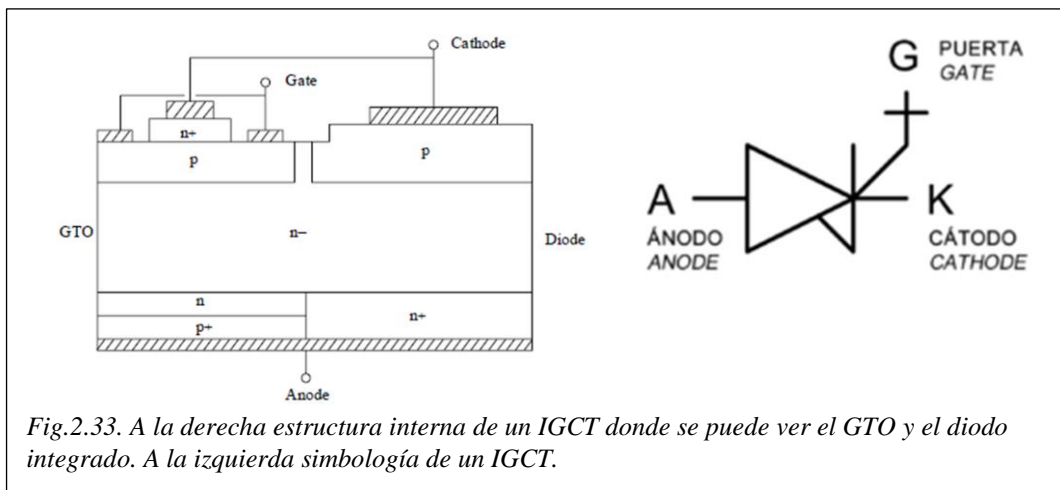 Cathode
Gate
n+
p
p
GTO
n−
Diode
n
p+
n+
Anode
G PUERTA
GATE
A
K
ÁNODO
ANODE
CÁTODO
CATHODE
Fig.2.33. A la derecha estructura interna de un IGCT donde se puede ver el GTO y el diodo
integrado. A la izquierda simbología de un IGCT.